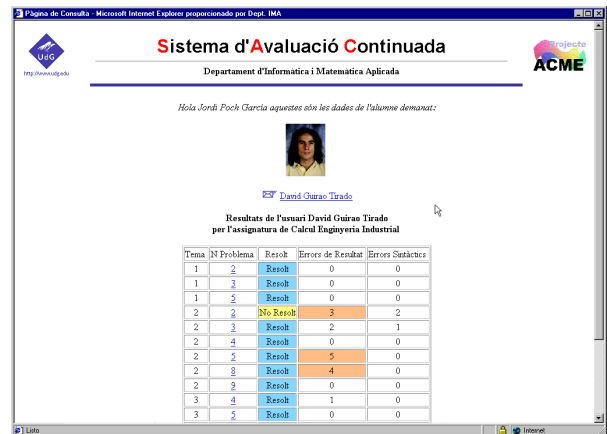 Pàgina de Consulta - Microsoft Internet Explorer proporcionado por Dept. IMA
UdG
http://www.udg.edu
Sistema d'Avaluació Continuada
Departament d'Informàtica i Matemàtica Aplicada
Projecte
ACME
Hola Jordi Poch Garcia aquestes són les dades de l'alumne demanat:
David Guirao Tirado
Resultats de l'usuari David Guirao Tirado
per l'assignatura de Calcul Enginyeria Industrial
Tema N Problema Resolt Errors de Resultat Errors Sintàctics
1 2 Resolt 0 0
1 3 Resolt 0 0
1 5 Resolt 0 0
2 2 No Resolt 3 2
2 3 Resolt 2 1
2 4 Resolt 0 0
2 5 Resolt 5 0
2 8 Resolt 4 0
2 9 Resolt 0 0
3 4 Resolt 1 0
3 5 Resolt 0 0
Listo
Internet